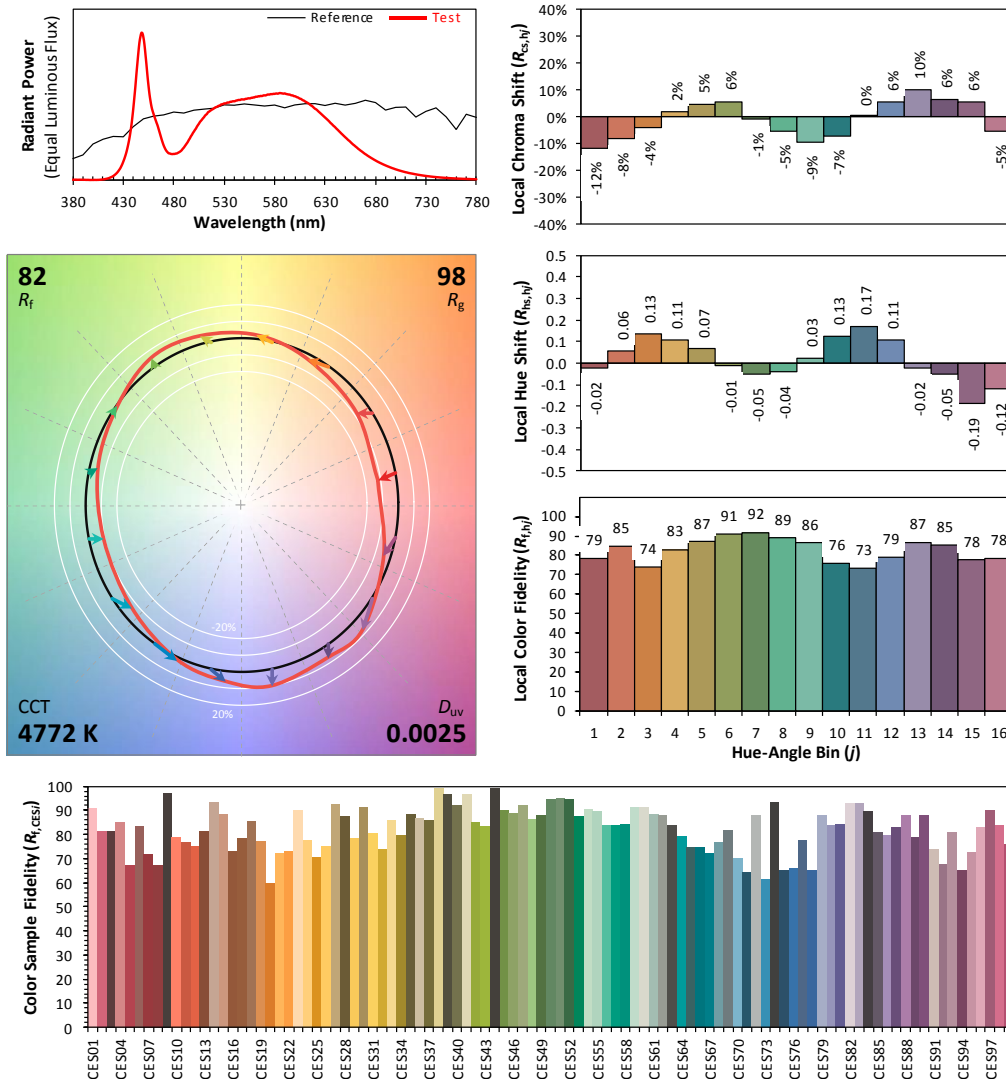 Reference
Test
Radiant Power
(Equal Luminous Flux)
380 430 480 530 580 630 680 730 780
Wavelength (nm)
Local Chroma Shift (Rcs,hj)
40%
30%
20%
10%
0%
-10%
-20%
-30%
-40%
-12% -8% -4% 2% 5% 6% -1% -5% -9% -7% 0% 6% 10% 6% 6% -5%
82
Rf
98
Rg
-20%
20%
CCT
4772 K
Duv
0.0025
Local Hue Shift (Rhs,hj)
0.5
0.4
0.3
0.2
0.1
0.0
-0.1
-0.2
-0.3
-0.4
-0.5
-0.02 0.06 0.13 0.11 0.07 -0.01 -0.05 -0.04 0.03 0.13 0.17 0.11 -0.02 -0.05 -0.19 -0.12
Local Color Fidelity (Rf,hj)
100
90
80
70
60
50
40
30
20
10
0
79 85 74 83 87 91 92 89 86 76 73 79 87 85 78 78
1 2 3 4 5 6 7 8 9 10 11 12 13 14 15 16
Hue-Angle Bin (j)
Color Sample Fidelity (Rf,CESi)
100
90
80
70
60
50
40
30
20
10
0
CES01 CES04 CES07 CES10 CES13 CES16 CES19 CES22 CES25 CES28 CES31 CES34 CES37 CES40 CES43 CES46 CES49 CES52 CES55 CES58 CES61 CES64 CES67 CES70 CES73 CES76 CES79 CES82 CES85 CES88 CES91 CES94 CES97